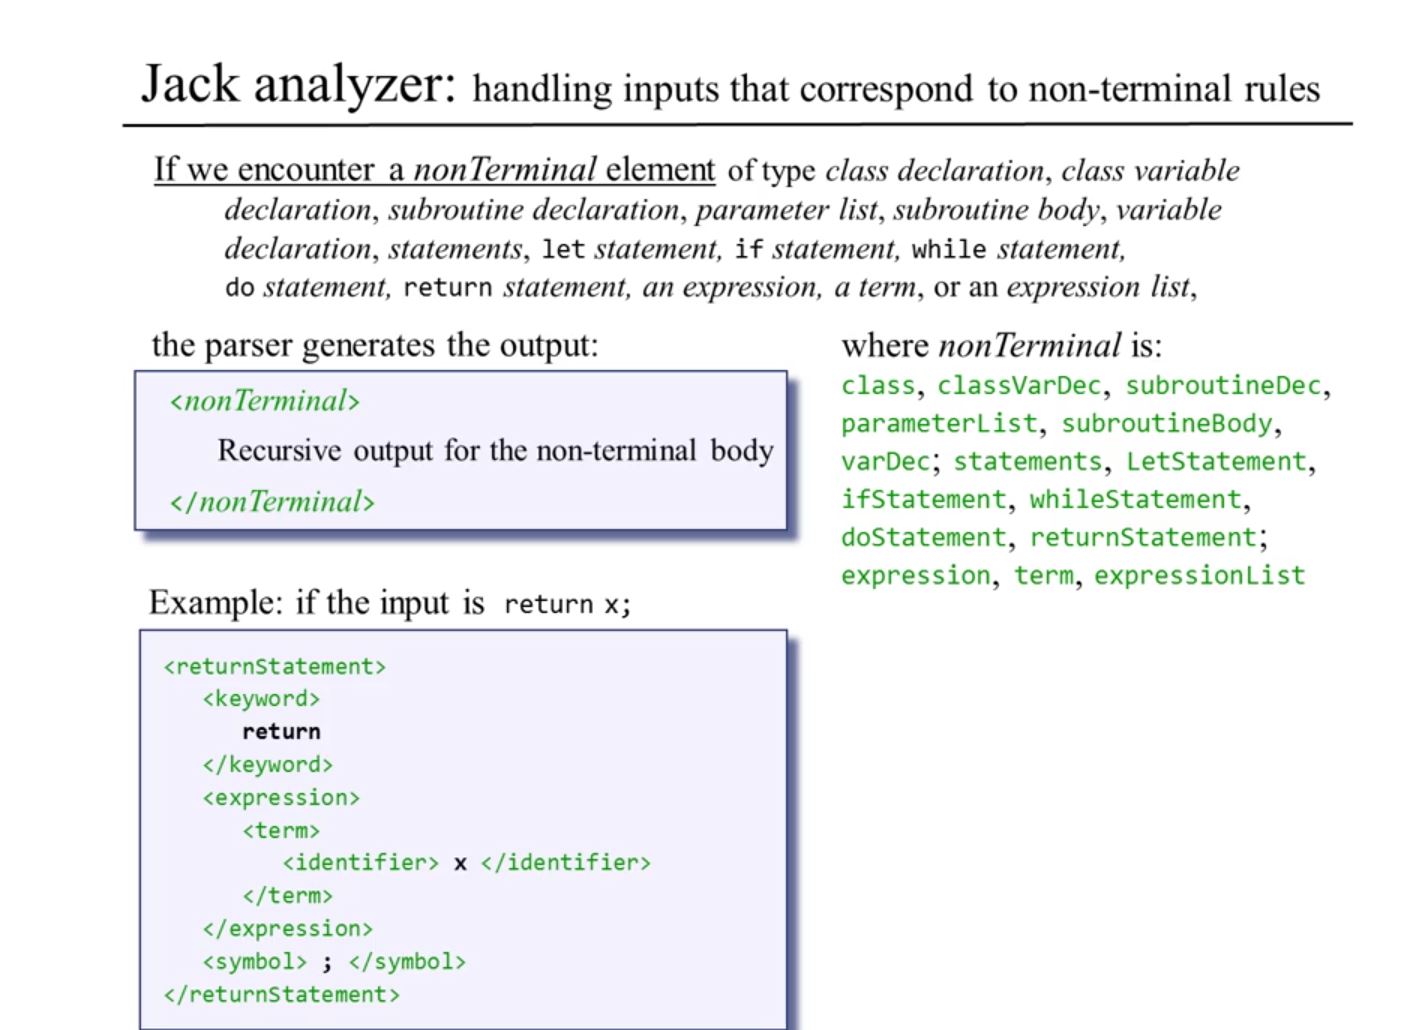 Jack analyzer: handling inputs that correspond to non-terminal rules
If we encounter a nonTerminal element of type class declaration, class variable
declaration, subroutine declaration, parameter list, subroutine body, variable
declaration, statements, let statement, if statement, while statement,
do statement, return statement, an expression, a term, or an expression list,
the parser generates the output:
<nonTerminal>
Recursive output for the non-terminal body
</nonTerminal>
where nonTerminal is:
class, classVarDec, subroutineDec,
parameterList, subroutineBody,
varDec; statements, LetStatement,
ifStatement, whileStatement,
doStatement, returnStatement;
expression, term, expressionList
Example: if the input is return x;
<returnStatement>
<keyword>
return
</keyword>
<expression>
<term>
<identifier> x </identifier>
</term>
</expression>
<symbol> ; </symbol>
</returnStatement>